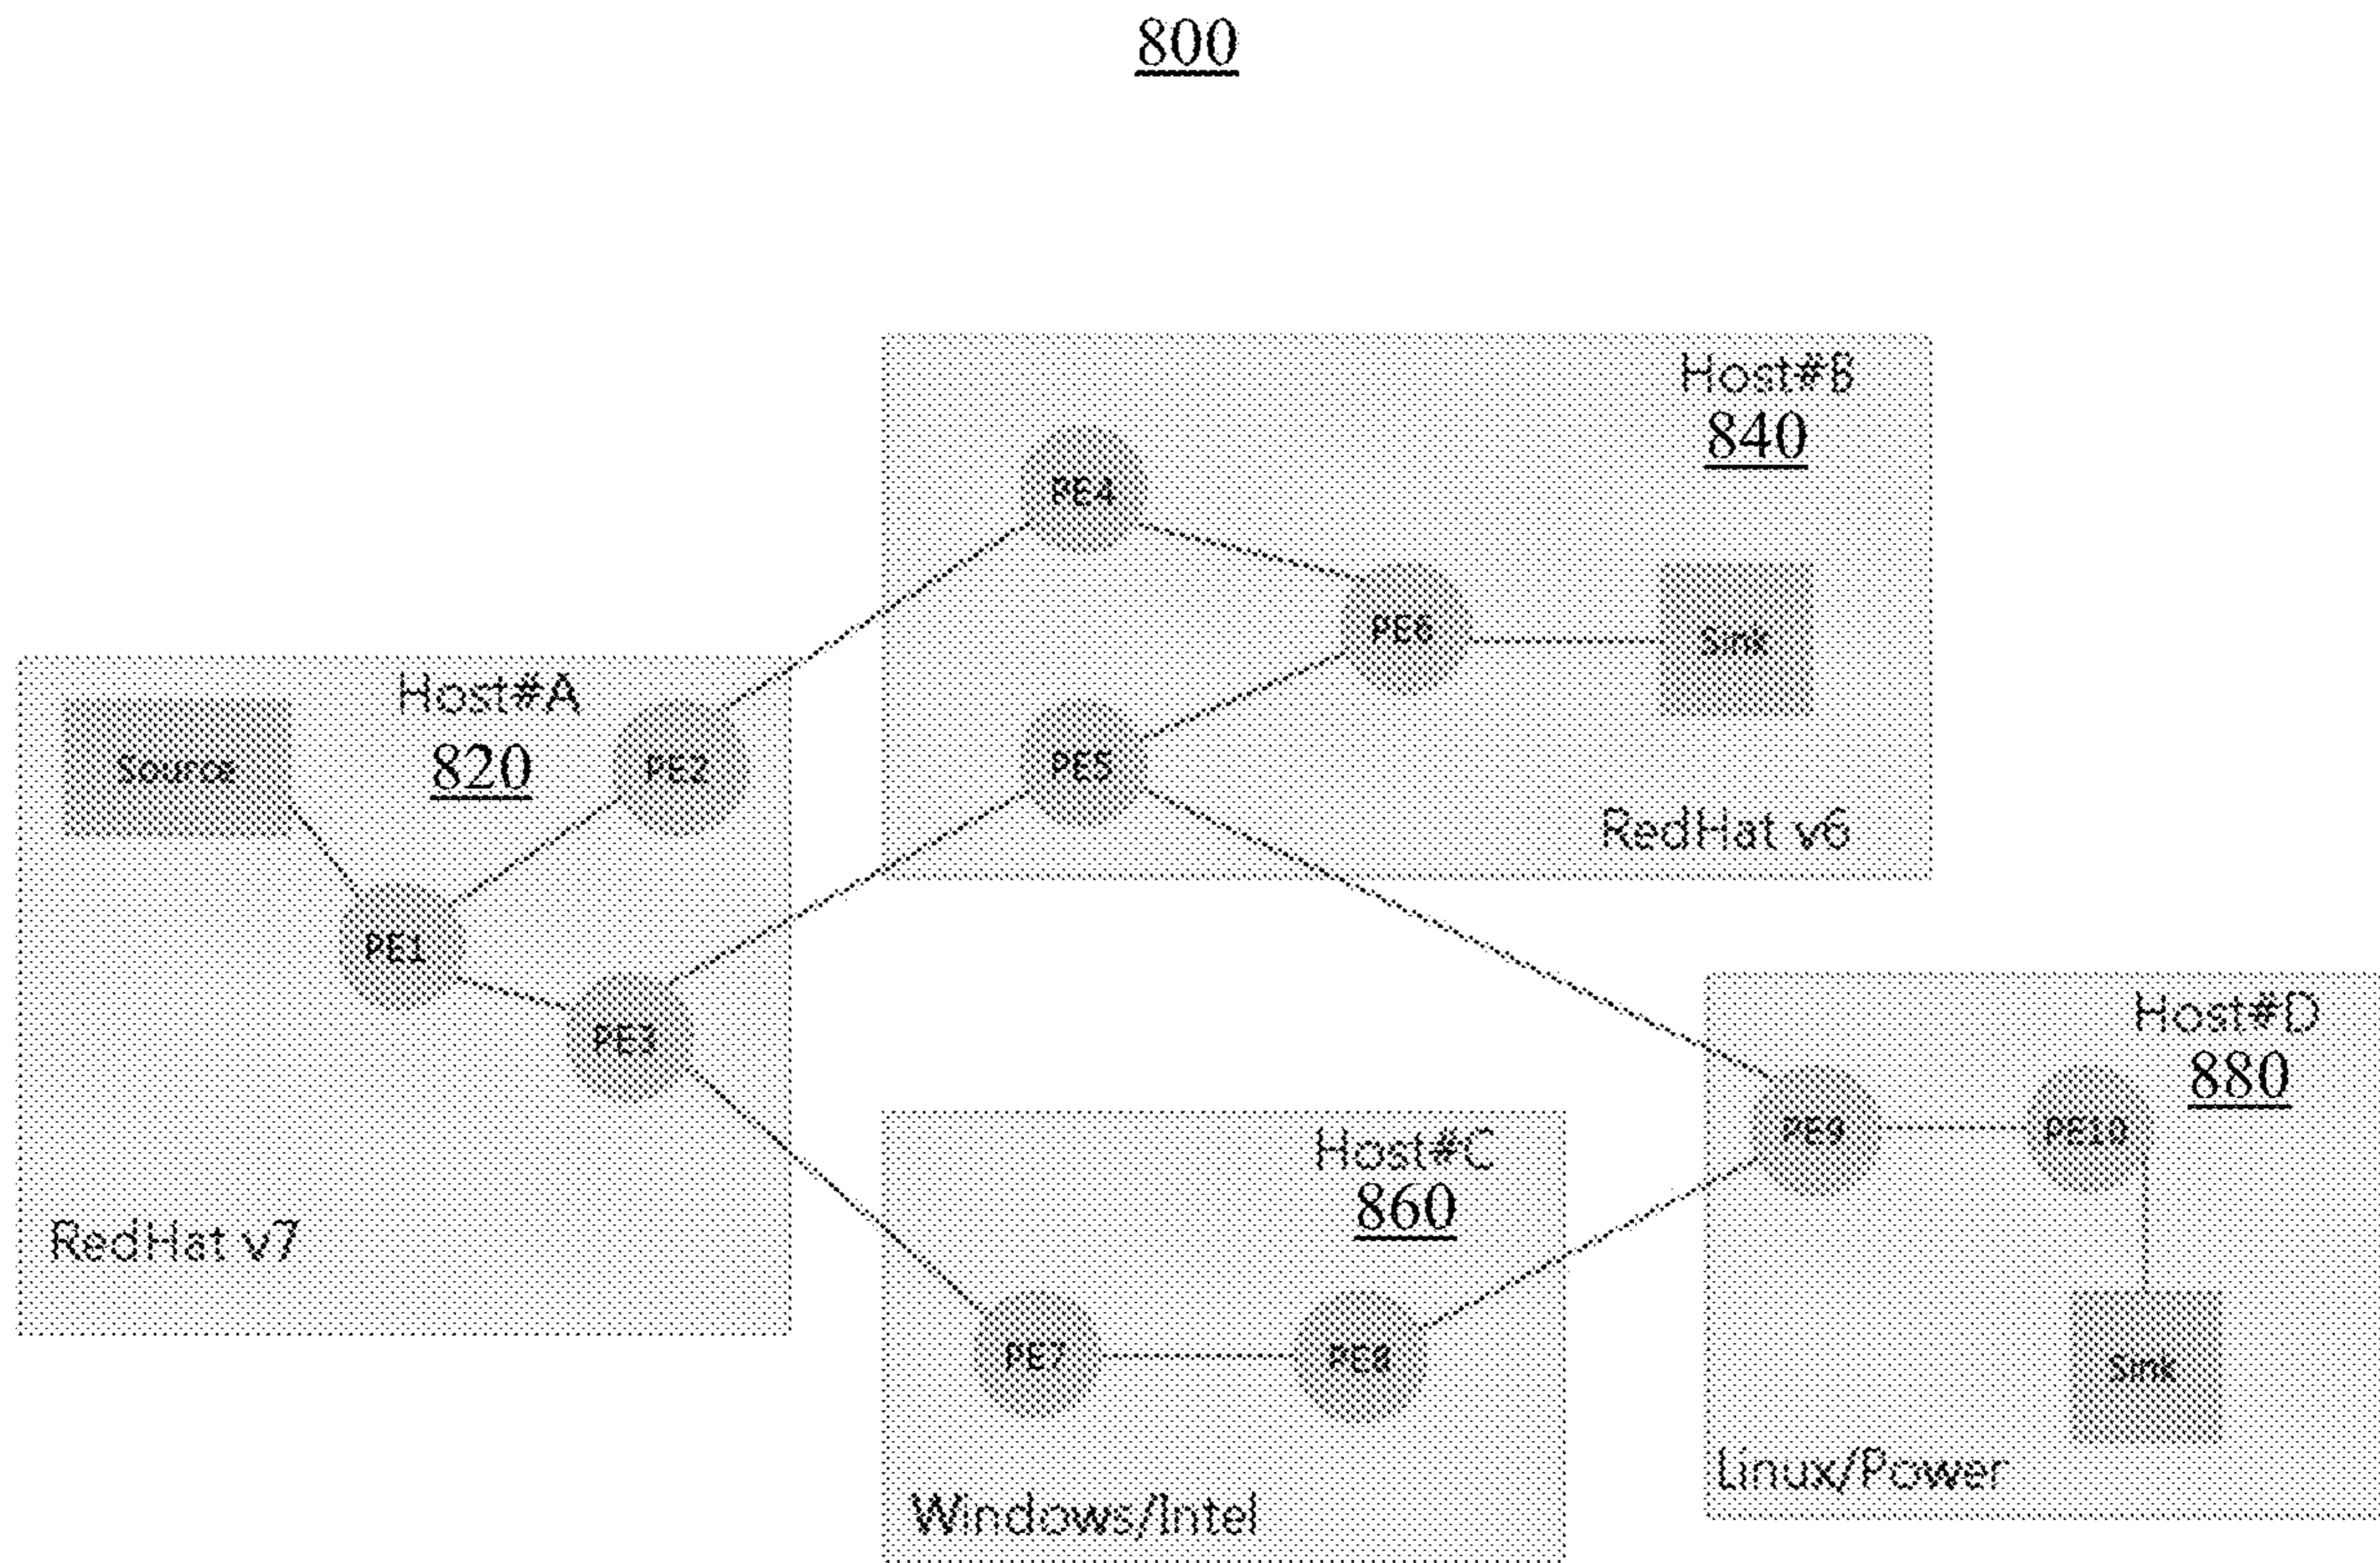 800
Host#B
840
PE4
PE6
Sink
PE5
RedHat v6
Host#A
820
Source
PE2
PE1
PE3
RedHat v7
Host#C
860
PE7
PE8
Windows/Intel
Host#D
880
PE9
PE10
Sink
Linux/Power